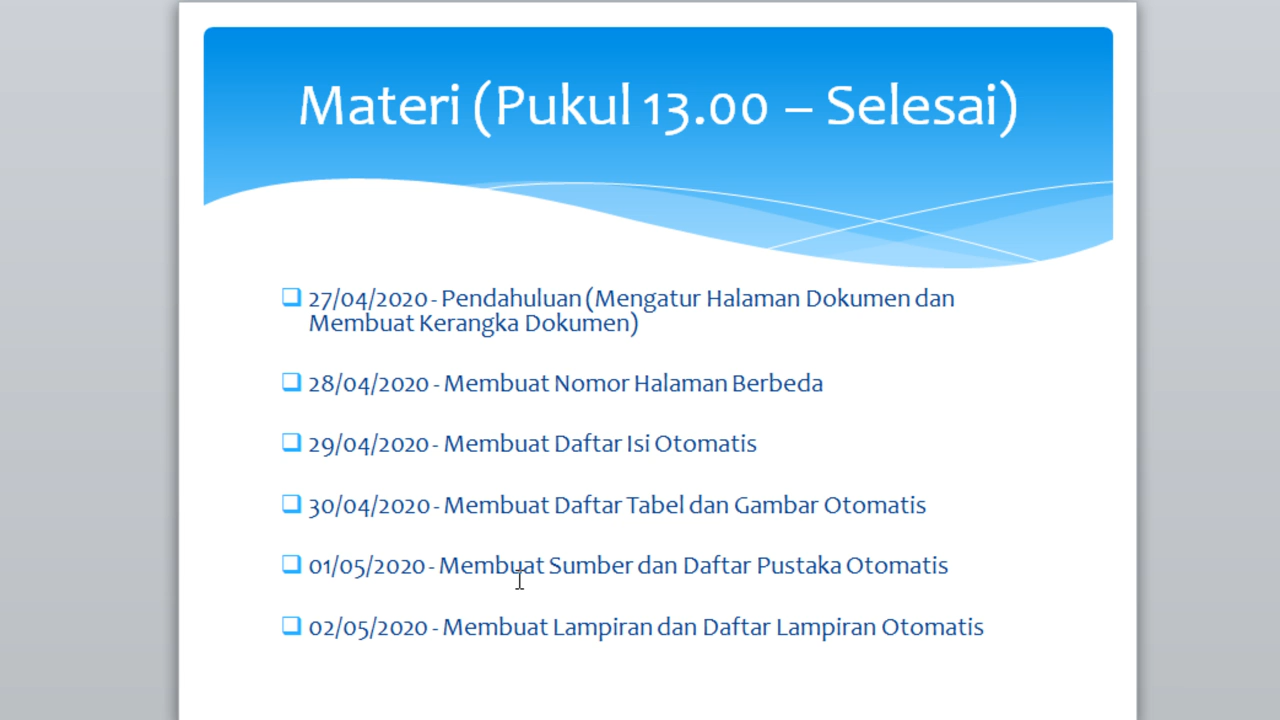 Materi (Pukul 13.00 – Selesai)
27/04/2020 - Pendahuluan (Mengatur Halaman Dokumen dan
Membuat Kerangka Dokumen)
28/04/2020 - Membuat Nomor Halaman Berbeda
29/04/2020 - Membuat Daftar Isi Otomatis
30/04/2020 - Membuat Daftar Tabel dan Gambar Otomatis
01/05/2020 - Membuat Sumber dan Daftar Pustaka Otomatis
02/05/2020 - Membuat Lampiran dan Daftar Lampiran Otomatis